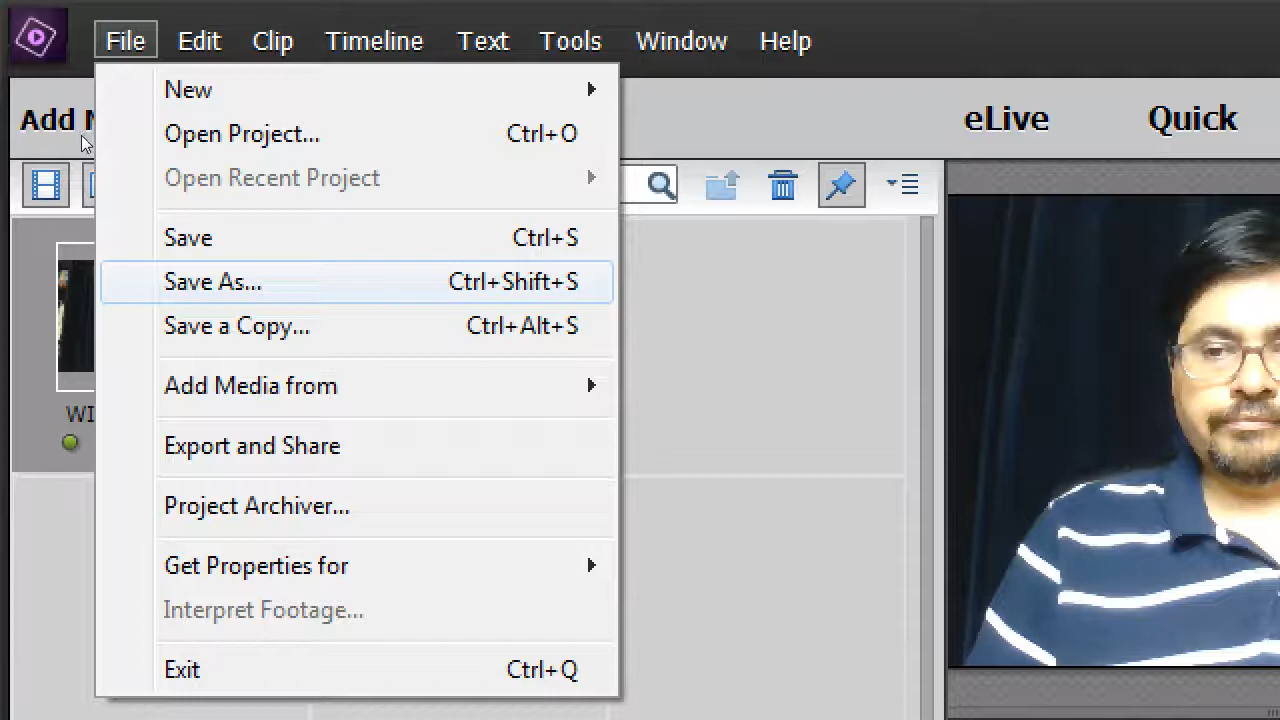 File Edit Clip Timeline Text Tools Window Help
Add
eLive Quick
New
Open Project... Ctrl+O
Open Recent Project
Save Ctrl+S
Save As... Ctrl+Shift+S
Save a Copy... Ctrl+Alt+S
Add Media from
WI
Export and Share
Project Archiver...
Get Properties for
Interpret Footage...
Exit Ctrl+Q